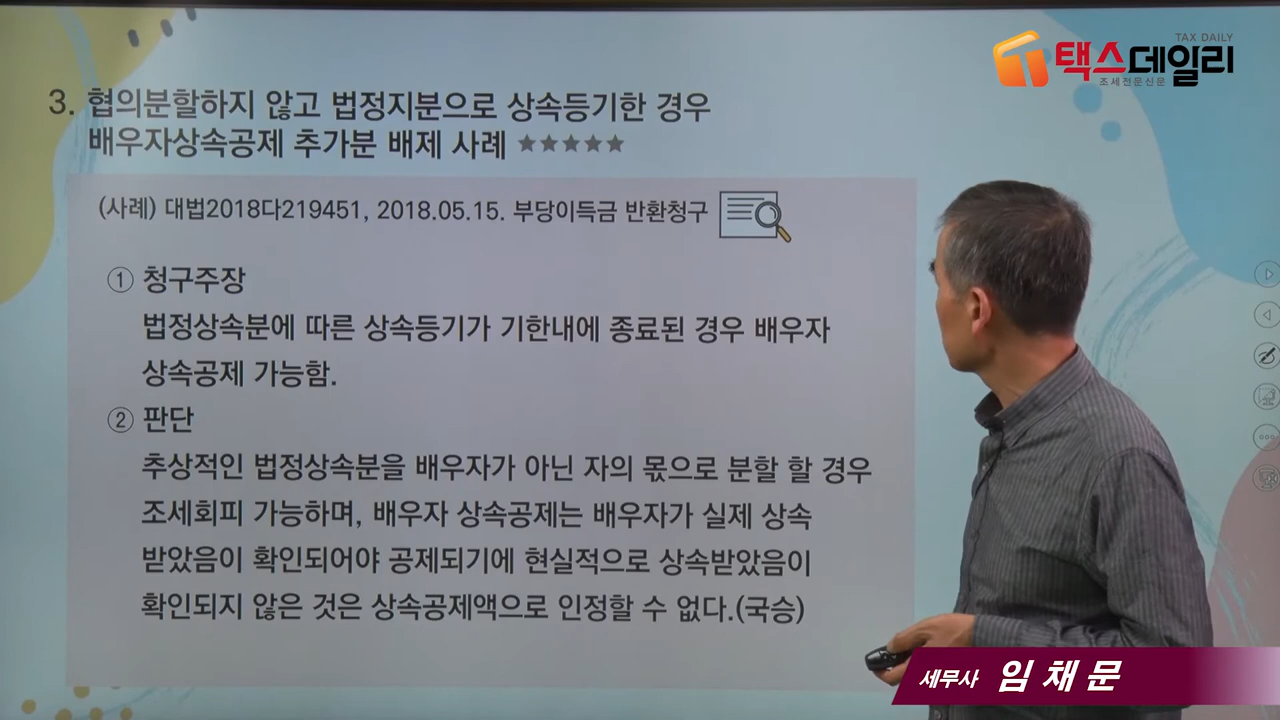 TAX DAILY
택스데일리
조세전문신문
3. 협의분할하지 않고 법정지분으로 상속등기한 경우
배우자상속공제 추가분 배제 사례 ★★★★★
(사례) 대법2018다219451, 2018.05.15. 부당이득금 반환청구
① 청구주장
법정상속분에 따른 상속등기가 기한내에 종료된 경우 배우자
상속공제 가능함.
② 판단
추상적인 법정상속분을 배우자가 아닌 자의 몫으로 분할 할 경우
조세회피 가능하며, 배우자 상속공제는 배우자가 실제 상속
받았음이 확인되어야 공제되기에 현실적으로 상속받았음이
확인되지 않은 것은 상속공제액으로 인정할 수 없다.(국승)
세무사 임채문